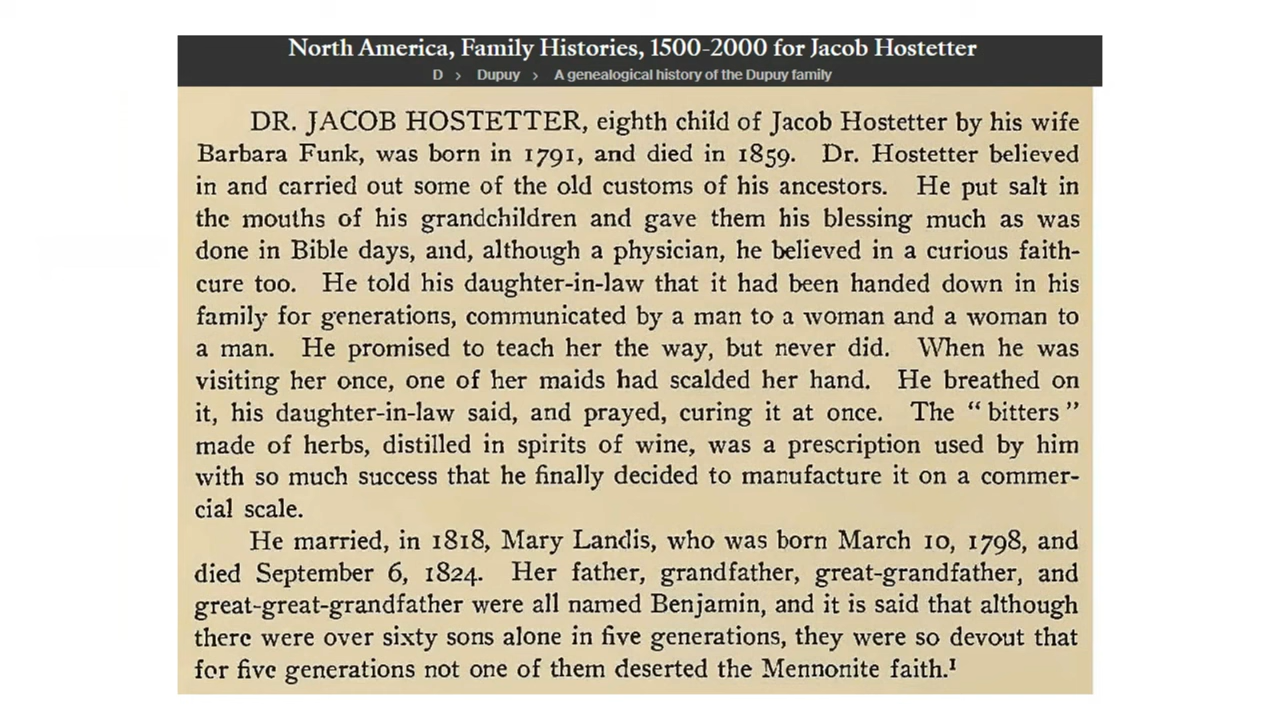 North America, Family Histories, 1500-2000 for Jacob Hostetter
D > Dupuy > A genealogical history of the Dupuy family
DR. JACOB HOSTETTER, eighth child of Jacob Hostetter by his wife
Barbara Funk, was born in 1791, and died in 1859. Dr. Hostetter believed
in and carried out some of the old customs of his ancestors. He put salt in
the mouths of his grandchildren and gave them his blessing much as was
done in Bible days, and, although a physician, he believed in a curious faith-
cure too. He told his daughter-in-law that it had been handed down in his
family for generations, communicated by a man to a woman and a woman to
a man. He promised to teach her the way, but never did. When he was
visiting her once, one of her maids had scalded her hand. He breathed on
it, his daughter-in-law said, and prayed, curing it at once. The “ bitters ”
made of herbs, distilled in spirits of wine, was a prescription used by him
with so much success that he finally decided to manufacture it on a commer-
cial scale.
He married, in 1818, Mary Landis, who was born March 10, 1798, and
died September 6, 1824. Her father, grandfather, great-grandfather, and
great-great-grandfather were all named Benjamin, and it is said that although
there were over sixty sons alone in five generations, they were so devout that
for five generations not one of them deserted the Mennonite faith.¹